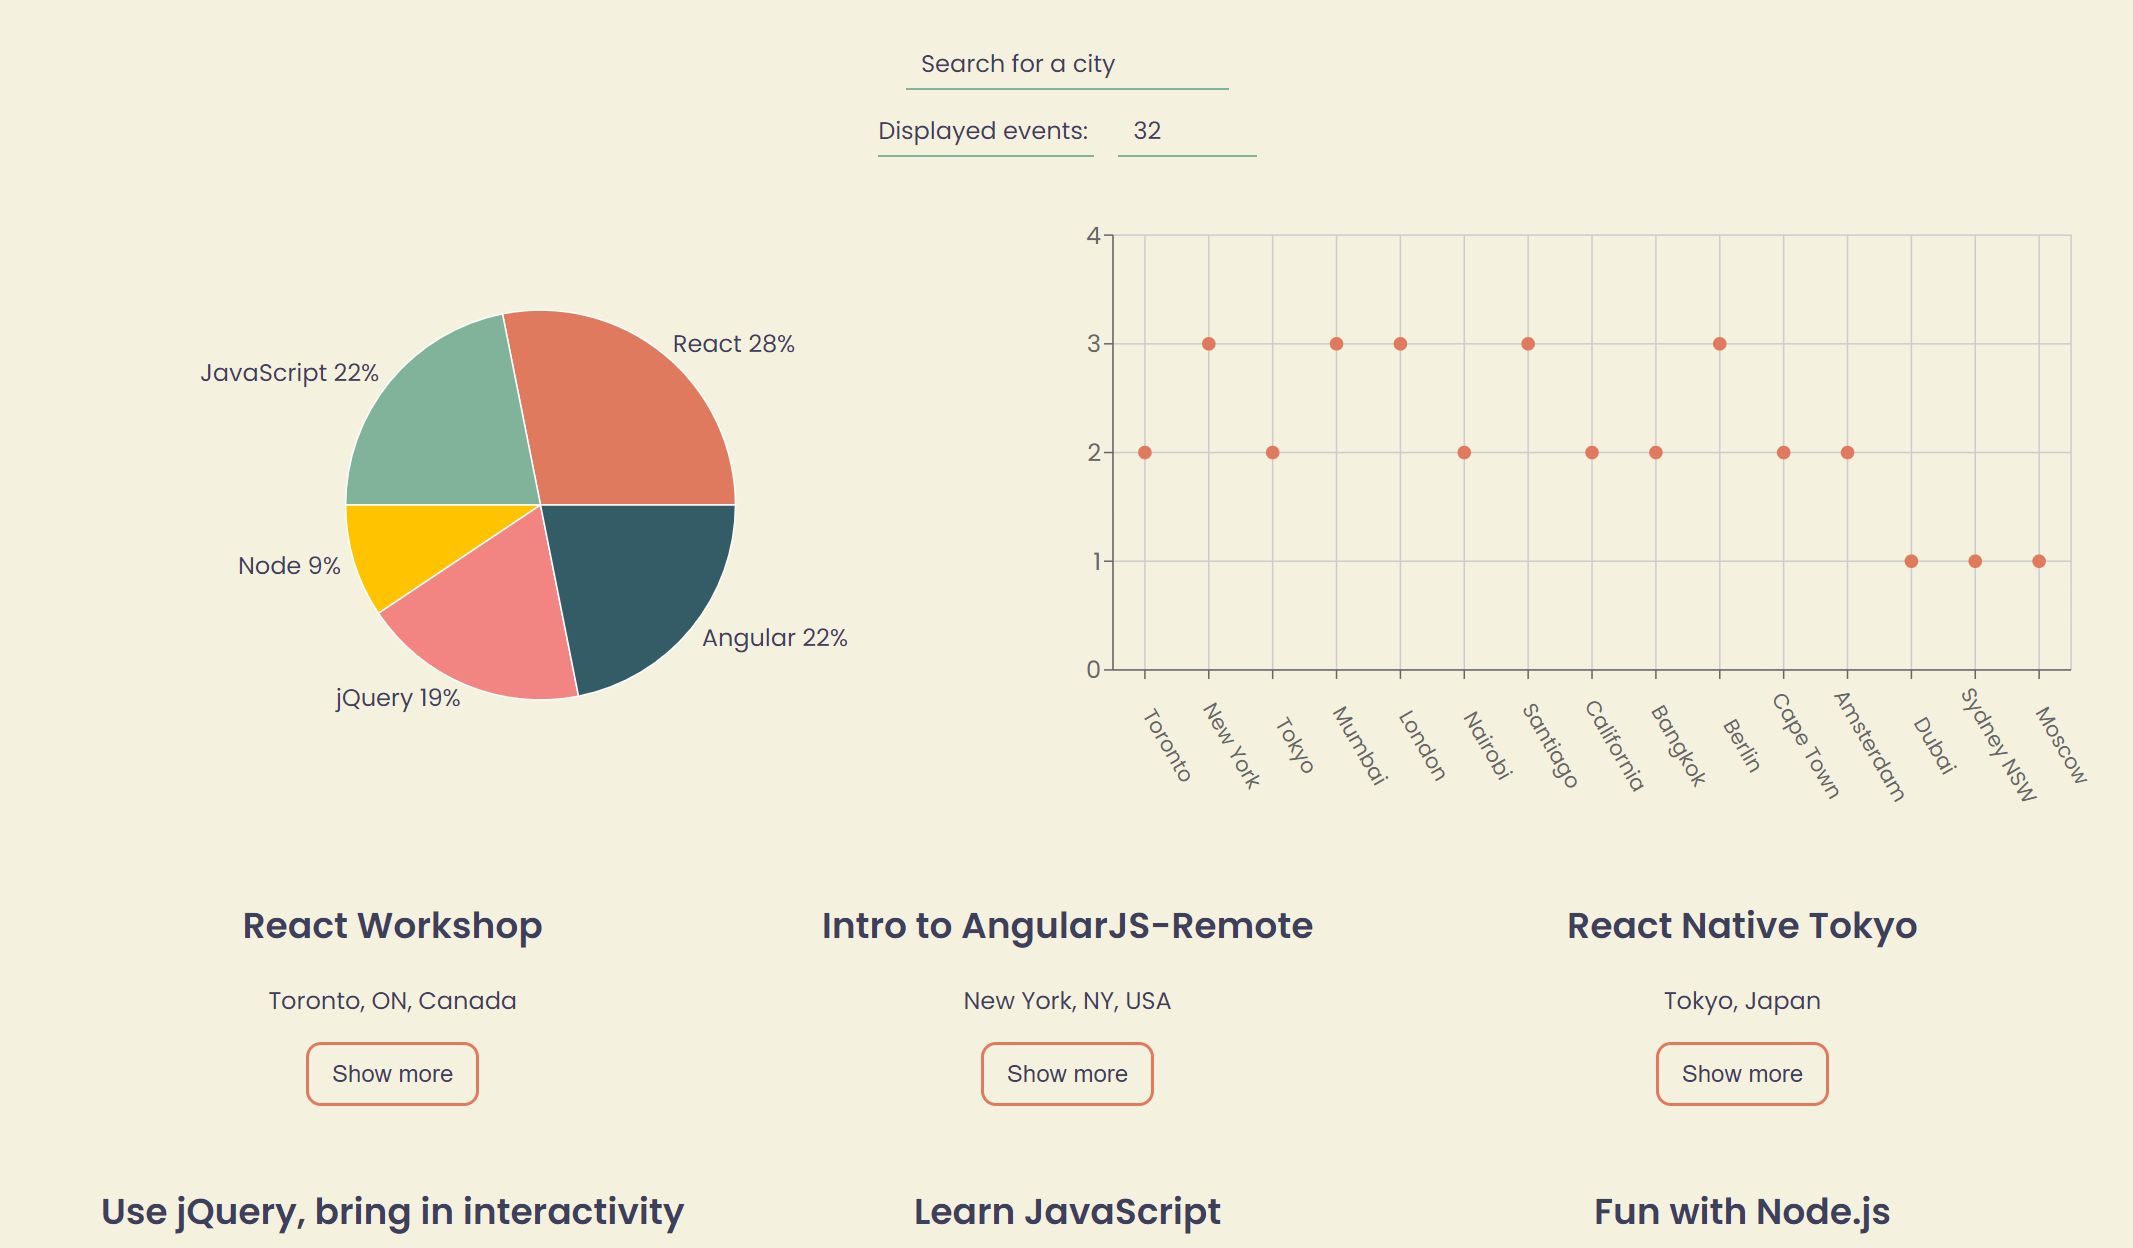 Search for a city
Displayed events: 32
React 28%
JavaScript 22%
Node 9%
jQuery 19%
Angular 22%
4
3
2
1
0
Toronto
New York
Tokyo
Mumbai
London
Nairobi
Santiago
California
Bangkok
Berlin
Cape Town
Amsterdam
Dubai
Sydney NSW
Moscow
React Workshop
Toronto, ON, Canada
Show more
Intro to AngularJS-Remote
New York, NY, USA
Show more
React Native Tokyo
Tokyo, Japan
Show more
Use jQuery, bring in interactivity
Learn JavaScript
Fun with Node.js